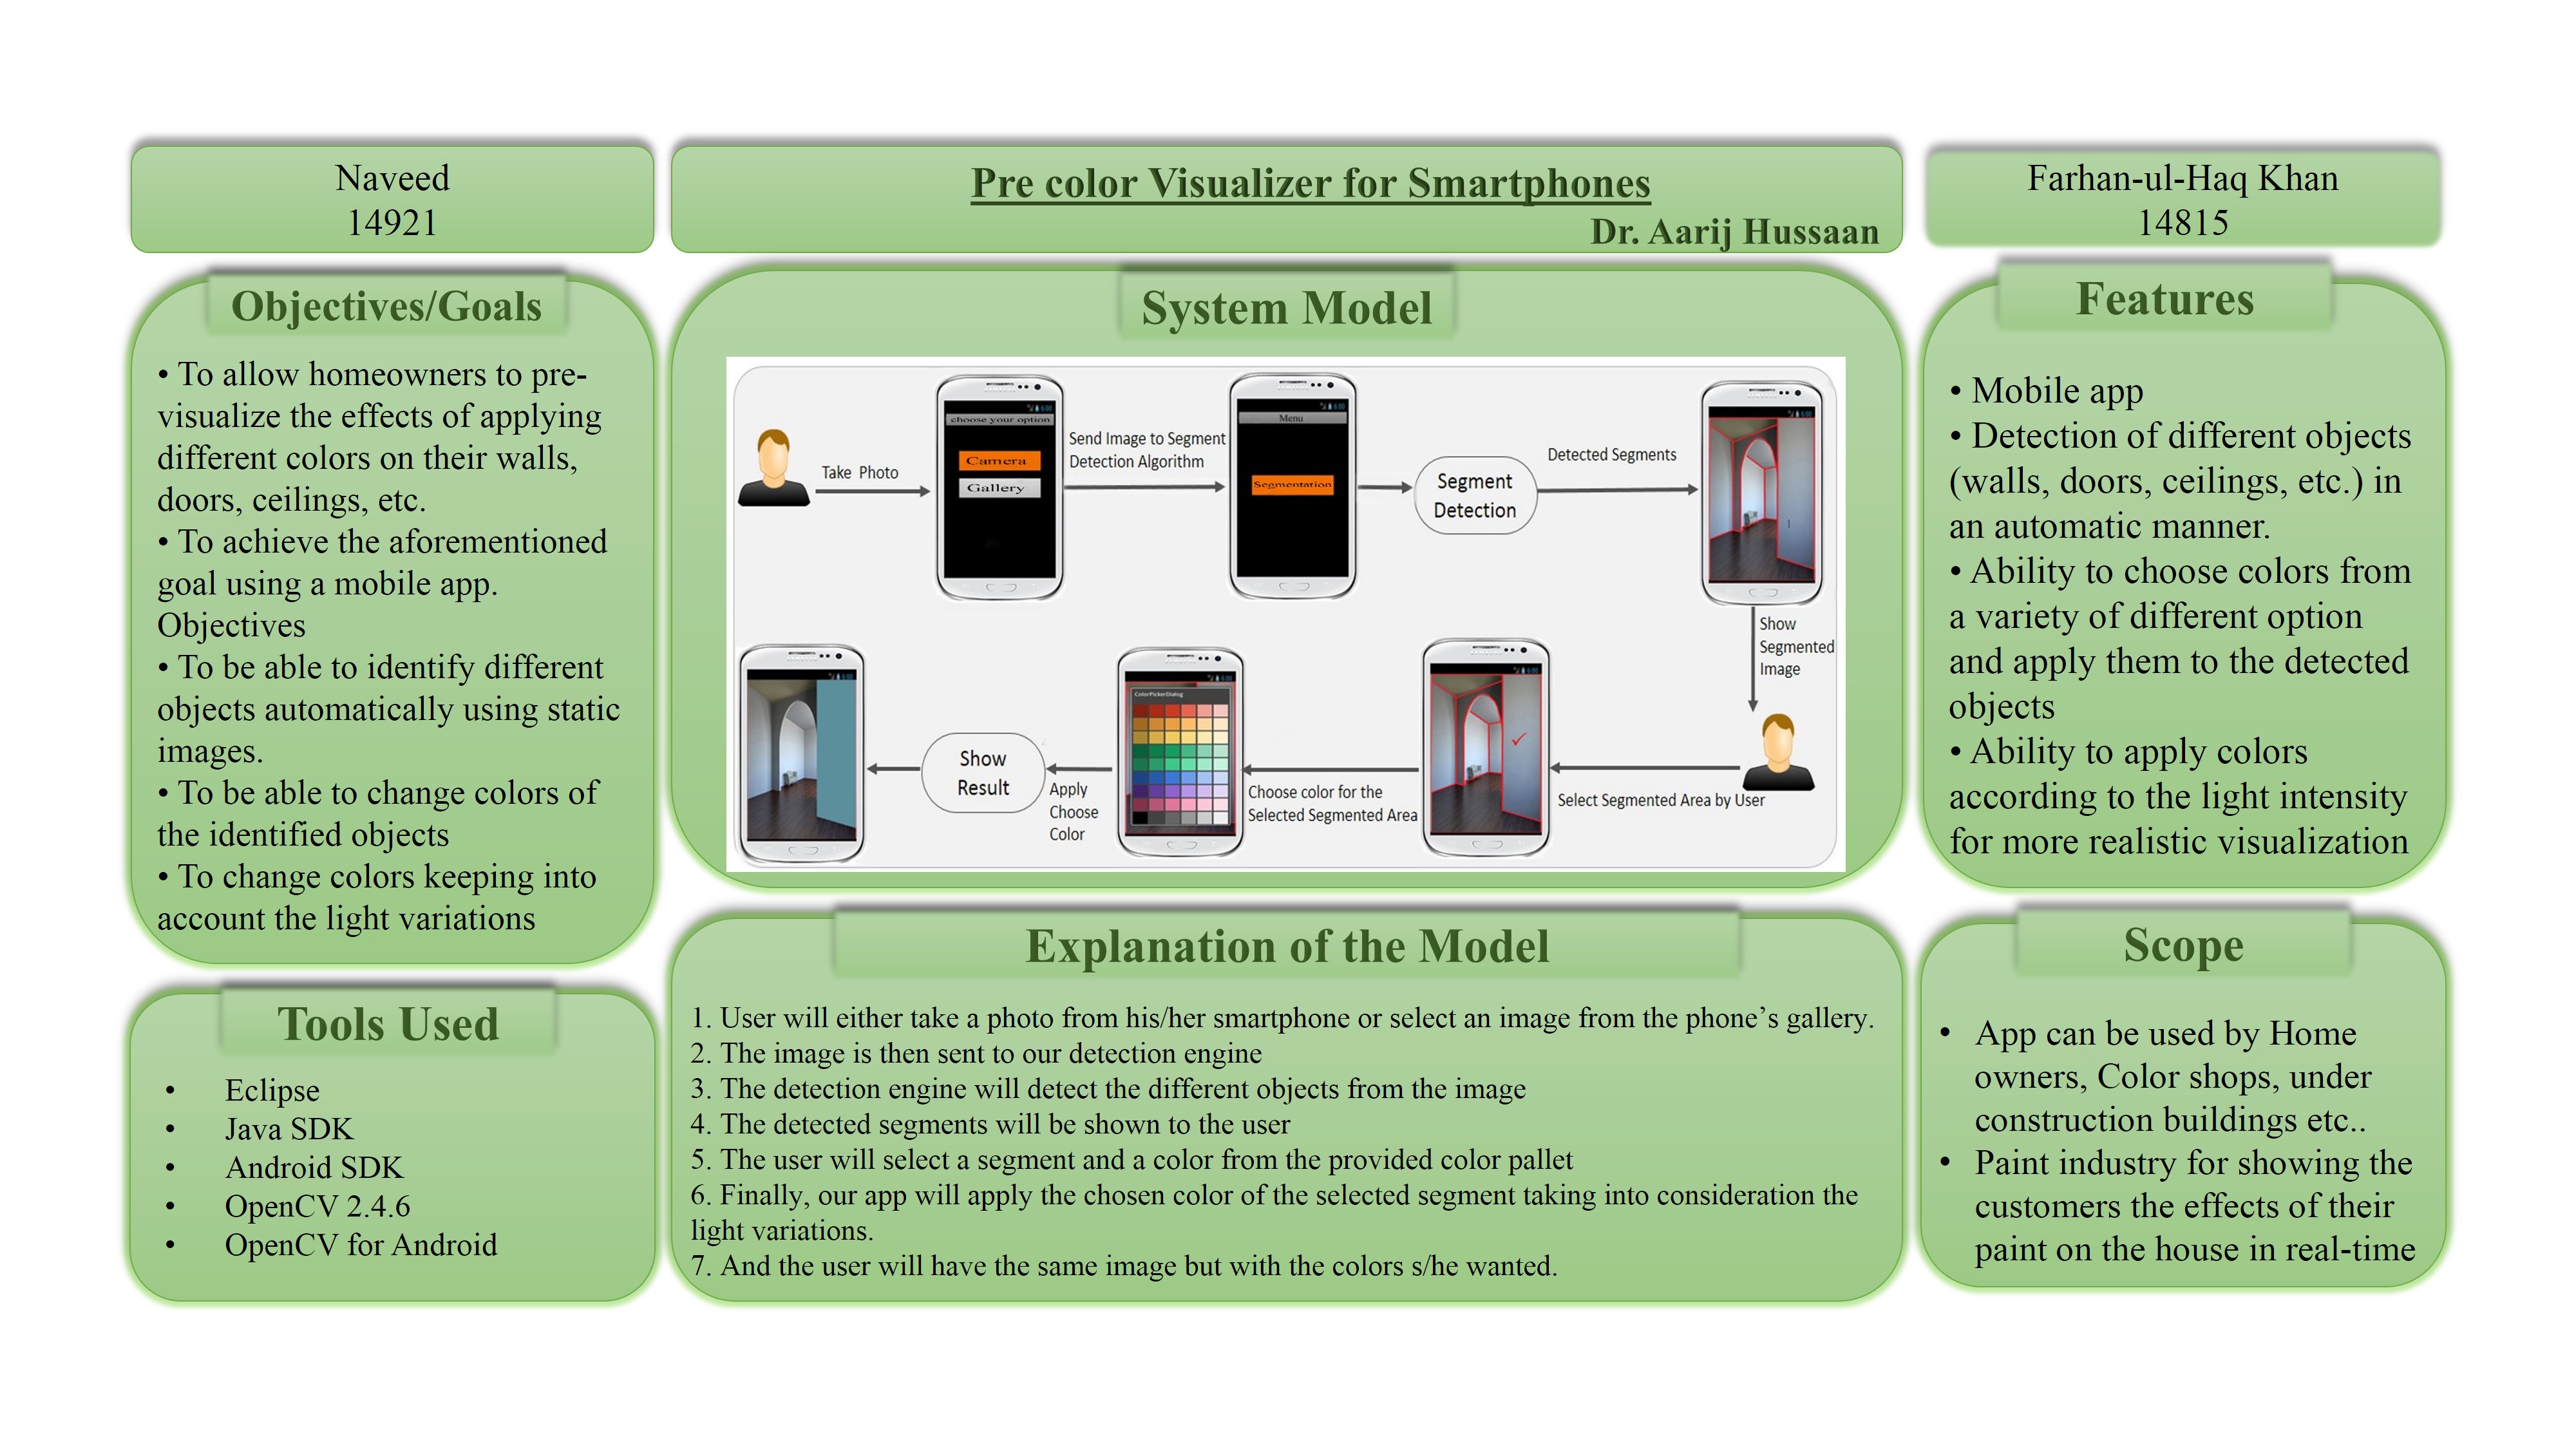 Naveed
14921
Pre color Visualizer for Smartphones
Dr. Aarij Hussaan
Farhan-ul-Haq Khan
14815
Objectives/Goals
• To allow homeowners to pre-
visualize the effects of applying
different colors on their walls,
doors, ceilings, etc.
• To achieve the aforementioned
goal using a mobile app.
Objectives
• To be able to identify different
objects automatically using static
images.
• To be able to change colors of
the identified objects
• To change colors keeping into
account the light variations
Tools Used
• Eclipse
• Java SDK
• Android SDK
• OpenCV 2.4.6
• OpenCV for Android
System Model
Take Photo
6:00
choose your option
Camera
Gallery
Send Image to Segment
Detection Algorithm
6:00
Menu
Segmentation
Segment
Detection
Detected Segments
6:00
Show
Segmented
Image
Select Segmented Area by User
6:00
Choose color for the
Selected Segmented Area
6:00
ColorPickerDialog
Apply
Choose
Color
Show
Result
6:00
Explanation of the Model
1. User will either take a photo from his/her smartphone or select an image from the phone’s gallery.
2. The image is then sent to our detection engine
3. The detection engine will detect the different objects from the image
4. The detected segments will be shown to the user
5. The user will select a segment and a color from the provided color pallet
6. Finally, our app will apply the chosen color of the selected segment taking into consideration the
light variations.
7. And the user will have the same image but with the colors s/he wanted.
Features
• Mobile app
• Detection of different objects
(walls, doors, ceilings, etc.) in
an automatic manner.
• Ability to choose colors from
a variety of different option
and apply them to the detected
objects
• Ability to apply colors
according to the light intensity
for more realistic visualization
Scope
• App can be used by Home
owners, Color shops, under
construction buildings etc..
• Paint industry for showing the
customers the effects of their
paint on the house in real-time